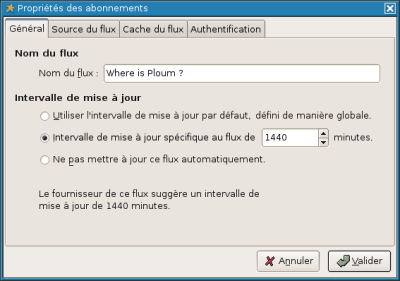 Propriétés des abonnements
Général Source du flux Cache du flux Authentification
Nom du flux
Nom du flux : Where is Ploum ?
Intervalle de mise à jour
Utiliser l'intervalle de mise à jour par défaut, défini de manière globale.
Intervalle de mise à jour spécifique au flux de 1440 minutes.
Ne pas mettre à jour ce flux automatiquement.
Le fournisseur de ce flux suggère un intervalle de
mise à jour de 1440 minutes.
Annuler Valider